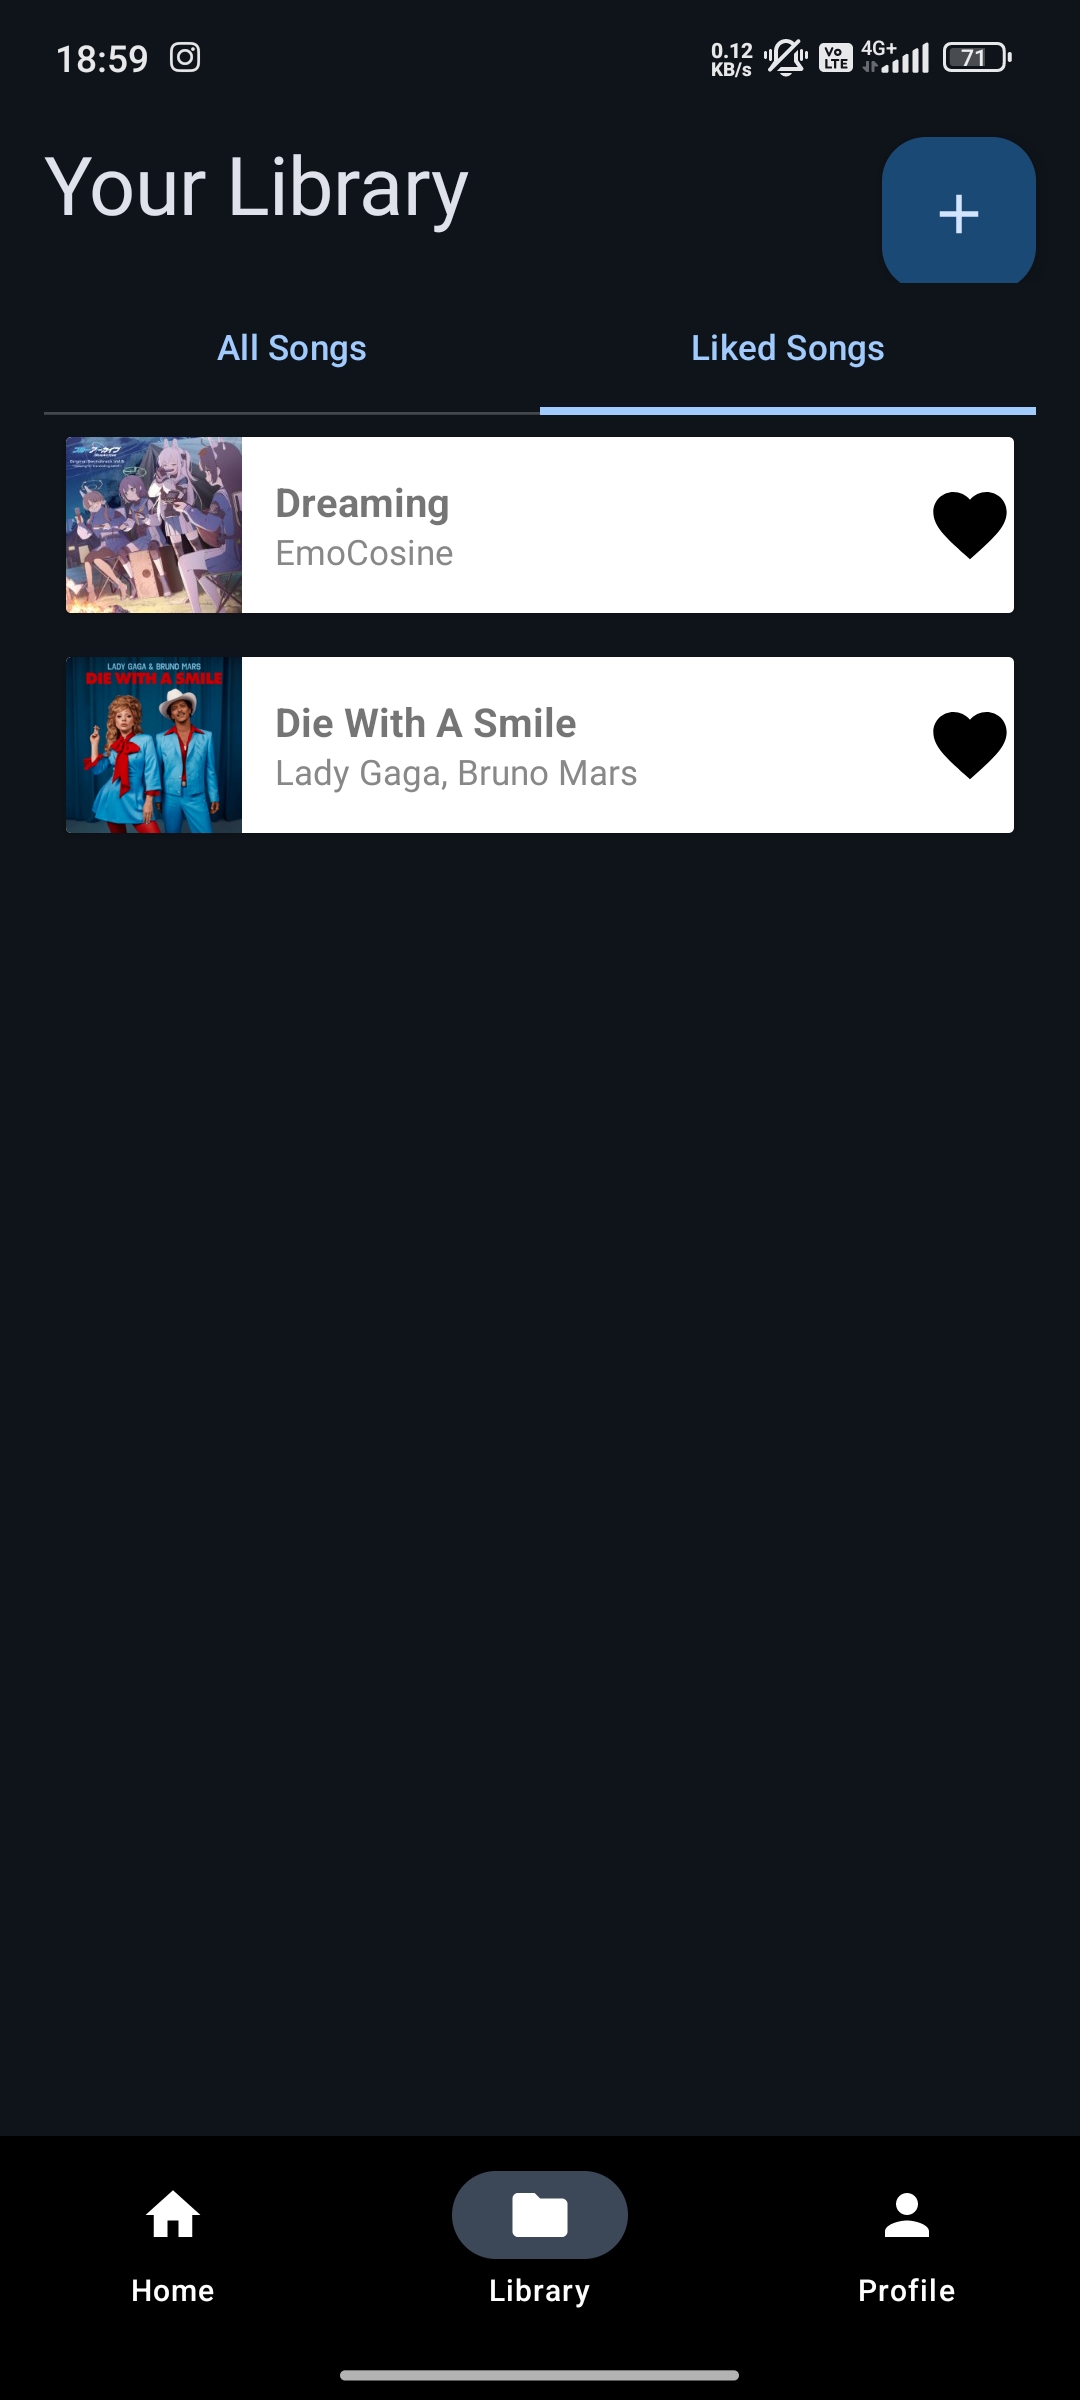 18:59
0.12
KB/s
Vo
LTE
4G+
71
Your Library
All Songs
Liked Songs
Dreaming
EmoCosine
LADY GAGA & BRUNO MARS
DIE WITH A SMILE
Die With A Smile
Lady Gaga, Bruno Mars
Home
Library
Profile